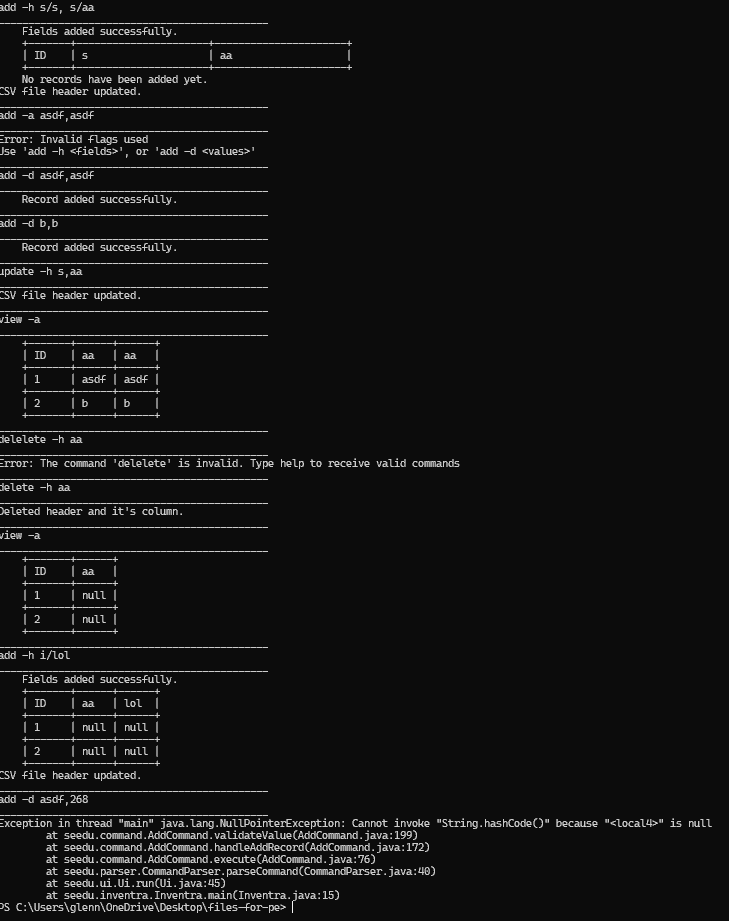 add -h s/s, s/aa
____________________________________________
    Fields added successfully.
    +-------+----------------------+----------------------+
    | ID    | s                    | aa                   |
    +-------+----------------------+----------------------+
    No records have been added yet.
CSV file header updated.
____________________________________________
add -a asdf,asdf
____________________________________________
Error: Invalid flags used
Use 'add -h <fields>', or 'add -d <values>'
____________________________________________
add -d asdf,asdf
____________________________________________
    Record added successfully.
____________________________________________
add -d b,b
____________________________________________
    Record added successfully.
____________________________________________
update -h s,aa
____________________________________________
CSV file header updated.
____________________________________________
view -a
____________________________________________
    +-------+------+------+
    | ID    | aa   | aa   |
    +-------+------+------+
    | 1     | asdf | asdf |
    +-------+------+------+
    | 2     | b    | b    |
    +-------+------+------+
____________________________________________
delelete -h aa
____________________________________________
Error: The command 'delelete' is invalid. Type help to receive valid commands
____________________________________________
delete -h aa
____________________________________________
Deleted header and it's column.
____________________________________________
view -a
____________________________________________
    +-------+------+
    | ID    | aa   |
    +-------+------+
    | 1     | null |
    +-------+------+
    | 2     | null |
    +-------+------+
____________________________________________
add -h i/lol
____________________________________________
    Fields added successfully.
    +-------+------+------+
    | ID    | aa   | lol  |
    +-------+------+------+
    | 1     | null | null |
    +-------+------+------+
    | 2     | null | null |
    +-------+------+------+
CSV file header updated.
____________________________________________
add -d asdf,268
____________________________________________
Exception in thread "main" java.lang.NullPointerException: Cannot invoke "String.hashCode()" because "<local4>" is null
        at seedu.command.AddCommand.validateValue(AddCommand.java:199)
        at seedu.command.AddCommand.handleAddRecord(AddCommand.java:172)
        at seedu.command.AddCommand.execute(AddCommand.java:76)
        at seedu.parser.CommandParser.parseCommand(CommandParser.java:40)
        at seedu.ui.Ui.run(Ui.java:45)
        at seedu.inventra.Inventra.main(Inventra.java:15)
PS C:\Users\glenn\OneDrive\Desktop\files-for-pe>